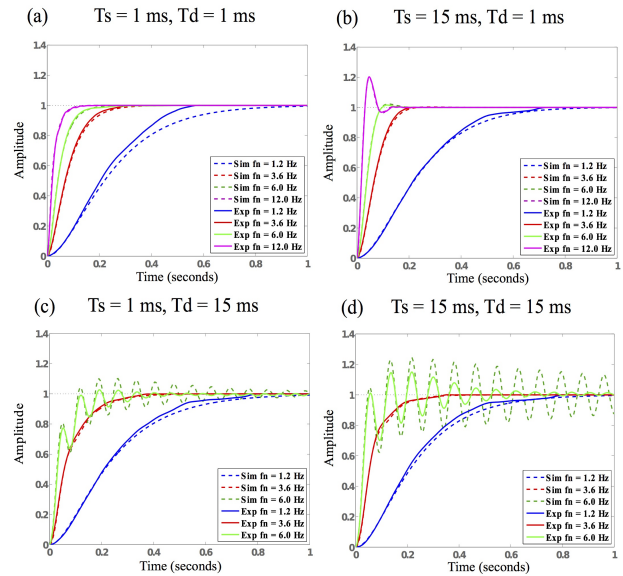 (a)
Ts = 1 ms, Td = 1 ms
1.4
1.2
1
0.8
0.6
0.4
0.2
0
Amplitude
Sim fn = 1.2 Hz
Sim fn = 3.6 Hz
Sim fn = 6.0 Hz
Sim fn = 12.0 Hz
Exp fn = 1.2 Hz
Exp fn = 3.6 Hz
Exp fn = 6.0 Hz
Exp fn = 12.0 Hz
0 0.2 0.4 0.6 0.8 1
Time (seconds)
(b)
Ts = 15 ms, Td = 1 ms
1.4
1.2
1
0.8
0.6
0.4
0.2
0
Amplitude
Sim fn = 1.2 Hz
Sim fn = 3.6 Hz
Sim fn = 6.0 Hz
Sim fn = 12.0 Hz
Exp fn = 1.2 Hz
Exp fn = 3.6 Hz
Exp fn = 6.0 Hz
Exp fn = 12.0 Hz
0 0.2 0.4 0.6 0.8 1
Time (seconds)
(c)
Ts = 1 ms, Td = 15 ms
1.4
1.2
1
0.8
0.6
0.4
0.2
0
Amplitude
Sim fn = 1.2 Hz
Sim fn = 3.6 Hz
Sim fn = 6.0 Hz
Exp fn = 1.2 Hz
Exp fn = 3.6 Hz
Exp fn = 6.0 Hz
0 0.2 0.4 0.6 0.8 1
Time (seconds)
(d)
Ts = 15 ms, Td = 15 ms
1.4
1.2
1
0.8
0.6
0.4
0.2
0
Amplitude
Sim fn = 1.2 Hz
Sim fn = 3.6 Hz
Sim fn = 6.0 Hz
Exp fn = 1.2 Hz
Exp fn = 3.6 Hz
Exp fn = 6.0 Hz
0 0.2 0.4 0.6 0.8 1
Time (seconds)